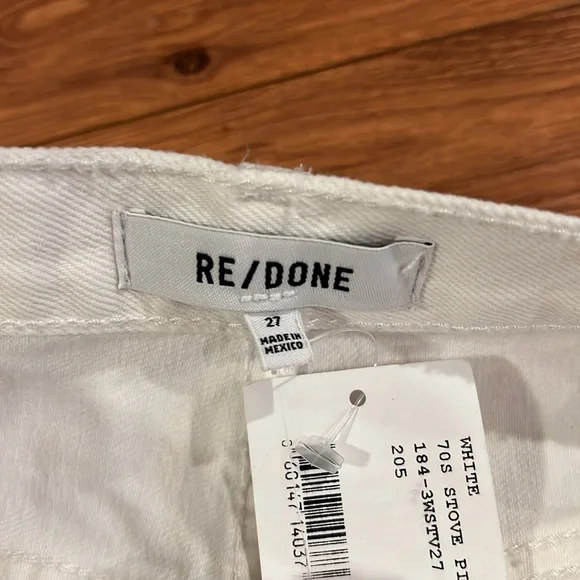 RE/DONE
27
MADE IN
MEXICO
WHITE
70S STOVE PI
184-3WSTV27
205